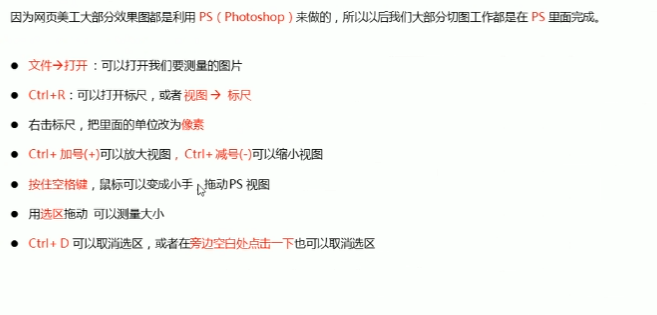 因为网页美工大部分效果图都是利用 PS（Photoshop）来做的，所以以后我们大部分切图工作都是在 PS 里面完成。
● 文件→打开 ：可以打开我们要测量的图片
● Ctrl+R：可以打开标尺，或者 视图→ 标尺
● 右击标尺，把里面的单位改为像素
● Ctrl+ 加号(+)可以放大视图， Ctrl+ 减号(-)可以缩小视图
● 按住空格键，鼠标可以变成小手，拖动 PS 视图
● 用选区拖动 可以测量大小
● Ctrl+ D 可以取消选区，或者在旁边空白处点击一下也可以取消选区